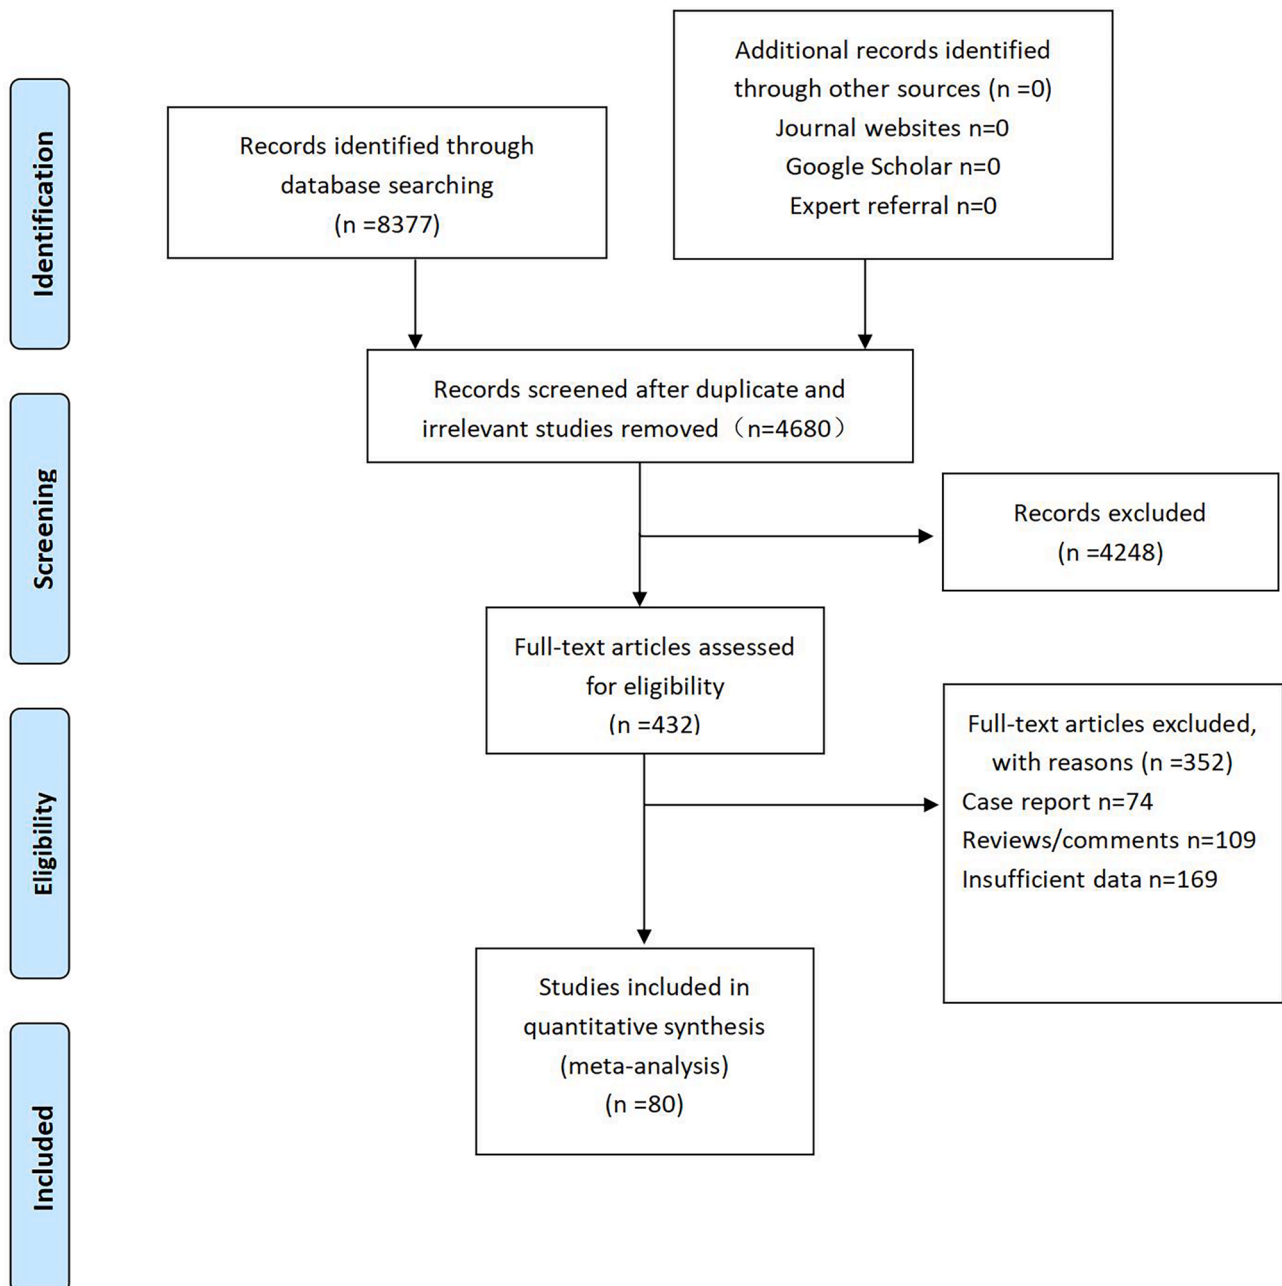 Identification
Records identified through
database searching
(n =8377)
Additional records identified
through other sources (n =0)
Journal websites n=0
Google Scholar n=0
Expert referral n=0
Records screened after duplicate and
irrelevant studies removed（n=4680）
Screening
Records excluded
(n =4248)
Full-text articles assessed
for eligibility
(n =432)
Eligibility
Full-text articles excluded,
with reasons (n =352)
Case report n=74
Reviews/comments n=109
Insufficient data n=169
Studies included in
quantitative synthesis
(meta-analysis)
(n =80)
Included